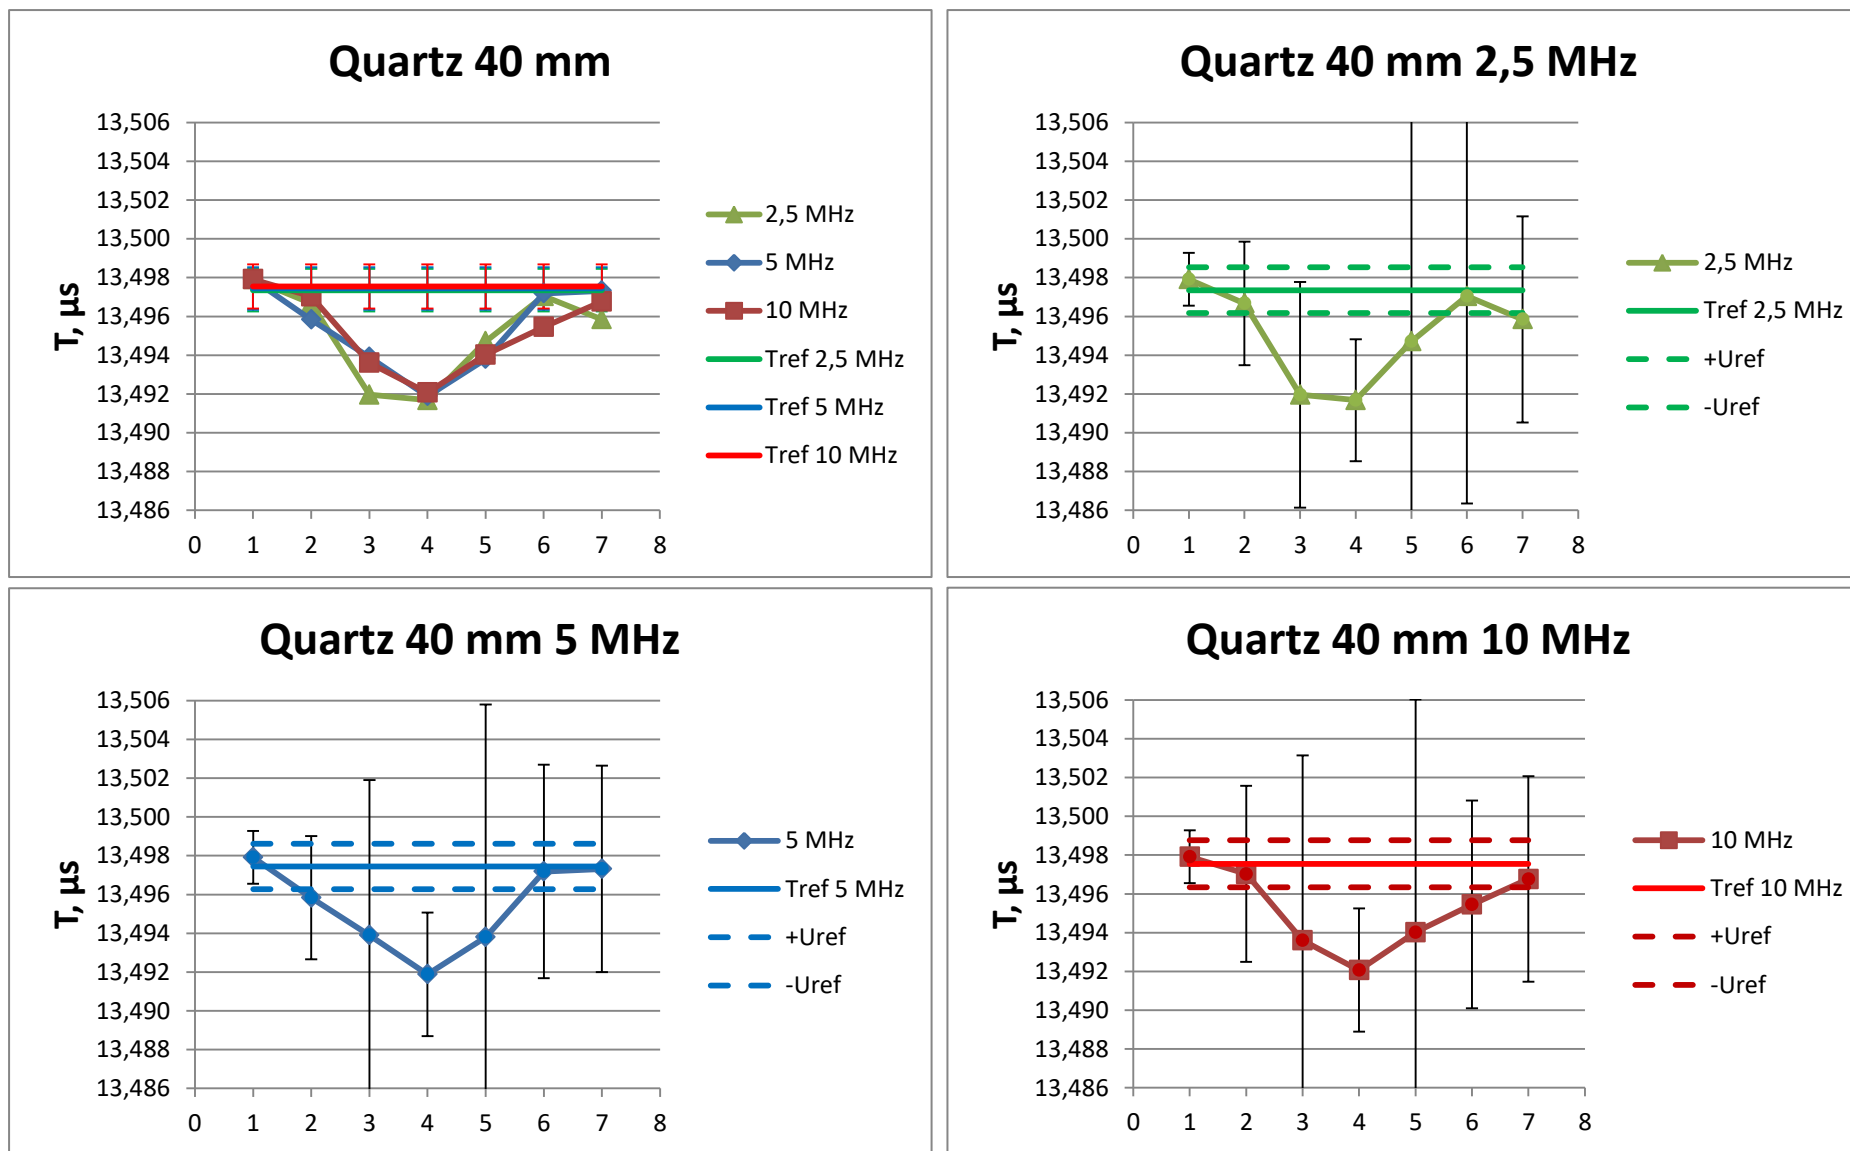 Quartz 40 mm
T, µs
13,506
13,504
13,502
13,500
13,498
13,496
13,494
13,492
13,490
13,488
13,486
0 1 2 3 4 5 6 7 8
2,5 MHz
5 MHz
10 MHz
Tref 2,5 MHz
Tref 5 MHz
Tref 10 MHz
Quartz 40 mm 2,5 MHz
T, µs
13,506
13,504
13,502
13,500
13,498
13,496
13,494
13,492
13,490
13,488
13,486
0 1 2 3 4 5 6 7 8
2,5 MHz
Tref 2,5 MHz
+Uref
-Uref
Quartz 40 mm 5 MHz
T, µs
13,506
13,504
13,502
13,500
13,498
13,496
13,494
13,492
13,490
13,488
13,486
0 1 2 3 4 5 6 7 8
5 MHz
Tref 5 MHz
+Uref
-Uref
Quartz 40 mm 10 MHz
T, µs
13,506
13,504
13,502
13,500
13,498
13,496
13,494
13,492
13,490
13,488
13,486
0 1 2 3 4 5 6 7 8
10 MHz
Tref 10 MHz
+Uref
-Uref